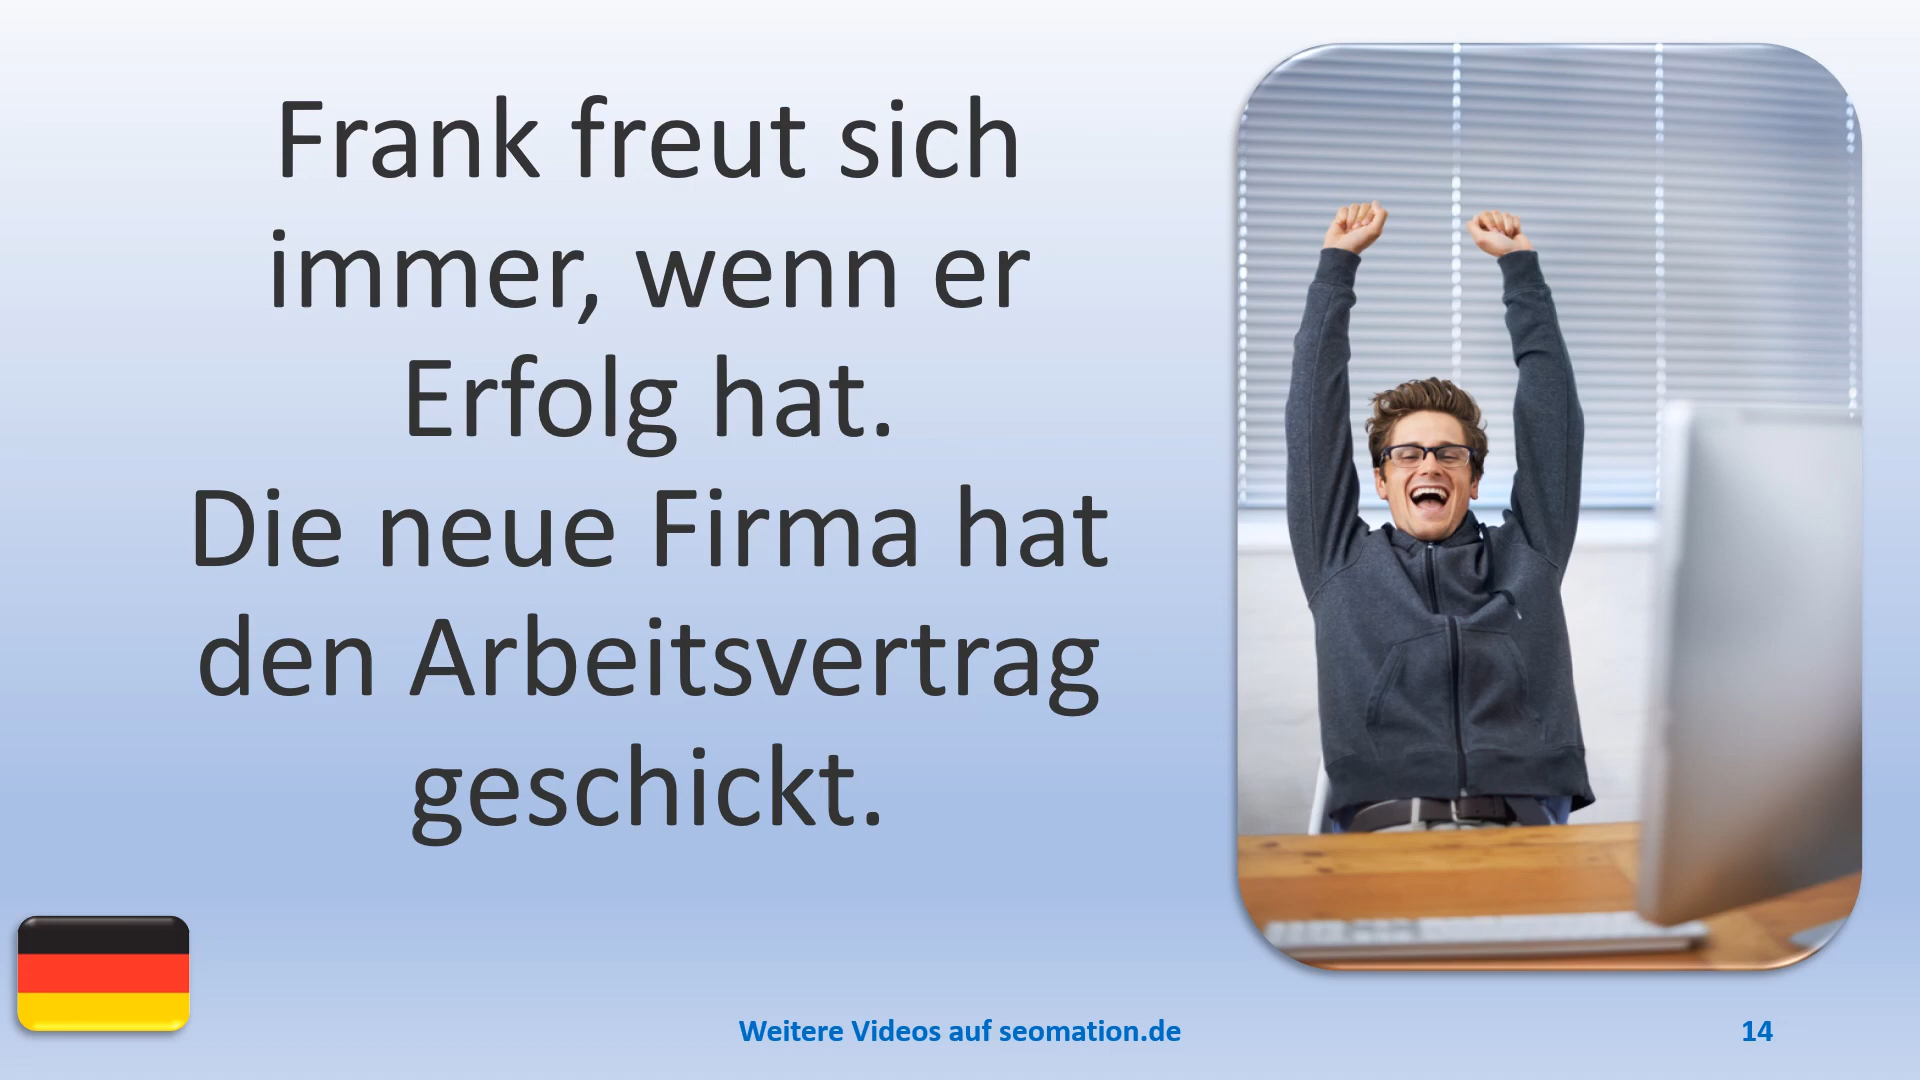 Frank freut sich
immer, wenn er
Erfolg hat.
Die neue Firma hat
den Arbeitsvertrag
geschickt.
Weitere Videos auf seomation.de
14